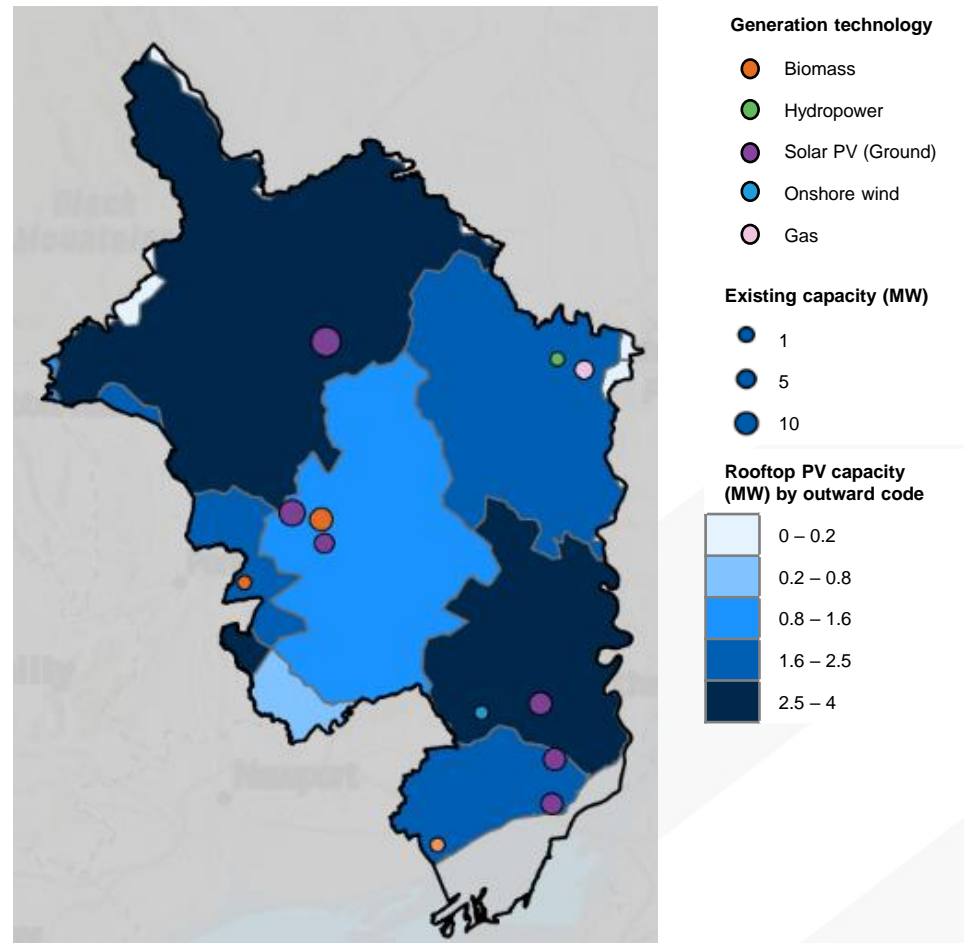 Generation technology
Biomass
Hydropower
Solar PV (Ground)
Onshore wind
Gas
Existing capacity (MW)
1
5
10
Rooftop PV capacity
(MW) by outward code
0 – 0.2
0.2 – 0.8
0.8 – 1.6
1.6 – 2.5
2.5 – 4
Black
Mountains
Newport